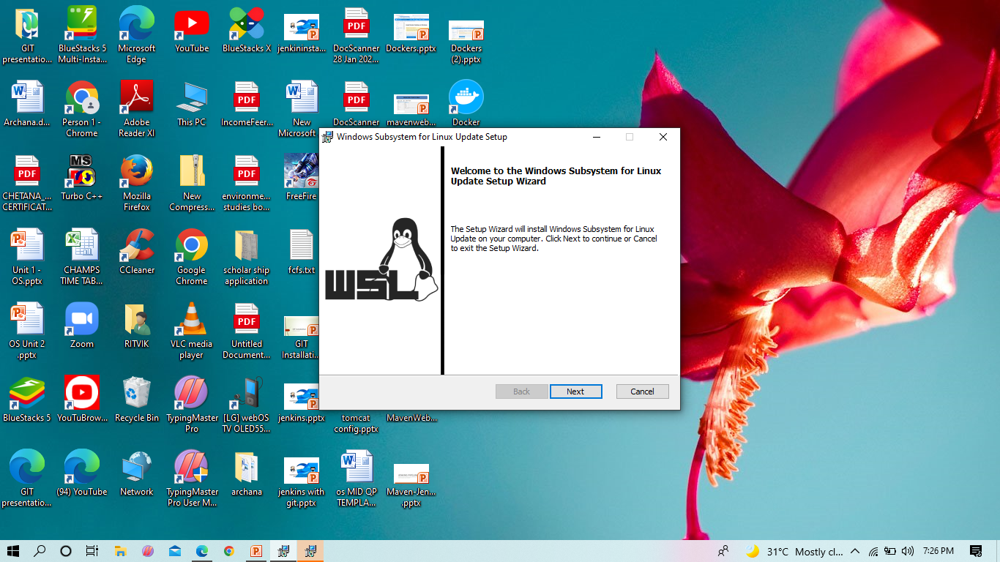 GIT
presentatio...
BlueStacks 5
Multi-Insta...
Microsoft
Edge
YouTube
BlueStacks X
jenkininsta...
DocScanner
28 Jan 202...
Dockers.pptx
Dockers
(2).pptx
Archana.d...
Person 1 -
Chrome
Adobe
Reader XI
This PC
IncomeFeer...
New
Microsoft
DocScanner
mavenweb...
Docker
CHETANA_...
CERTIFICAT...
Turbo C++
Mozilla
Firefox
New
Compress...
environme...
studies bo...
FreeFire
Unit 1 -
OS.pptx
CHAMPS
TIME TAB...
CCleaner
Google
Chrome
scholar ship
application
fcfs.txt
OS Unit 2
.pptx
Zoom
RITVIK
VLC media
player
Untitled
Document...
GIT
Installati...
BlueStacks 5
YouTuBrow...
Recycle Bin
TypingMaster
Pro
[LG] webOS
TV OLED55...
jenkins.pptx
tomcat
config.pptx
MavenWeb...
GIT
presentatio...
(94) YouTube
Network
TypingMaster
Pro User M...
archana
jenkins with
git.pptx
os MID QP
TEMPLA...
Maven-Jen...
.pptx
Windows Subsystem for Linux Update Setup
Welcome to the Windows Subsystem for Linux
Update Setup Wizard
The Setup Wizard will install Windows Subsystem for Linux
Update on your computer. Click Next to continue or Cancel
to exit the Setup Wizard.
WSL
Back
Next
Cancel
31°C Mostly cl...
7:26 PM